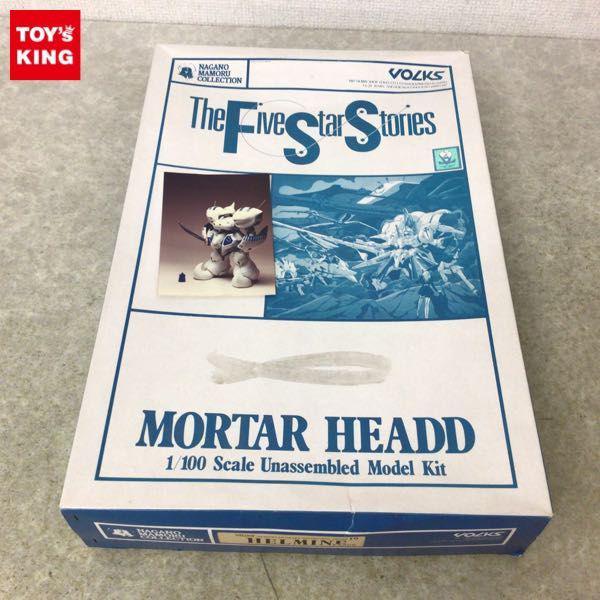 TOY'S
KING
NAGANO
MAMORU
COLLECTION
VOLKS
The Five Star Stories
MORTAR HEADD
1/100 Scale Unassembled Model Kit
NAGANO
MAMORU
COLLECTION
HELMINE
VOLKS